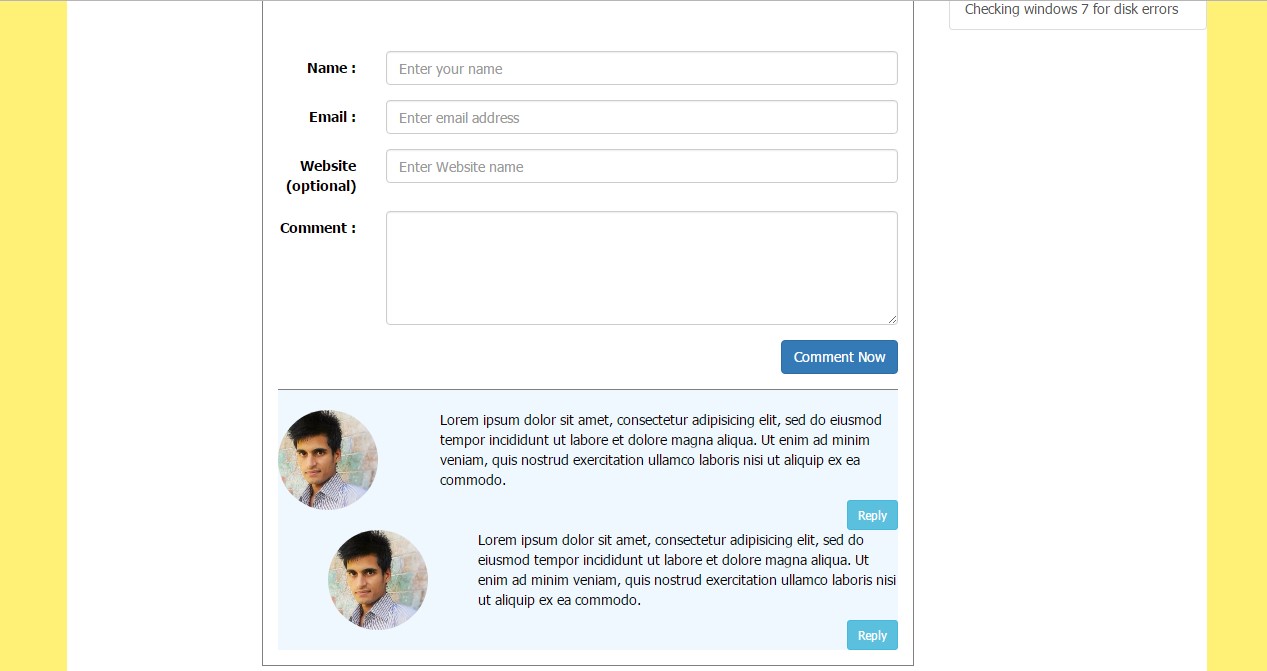 Checking windows 7 for disk errors
Name :
Enter your name
Email :
Enter email address
Website
(optional)
Enter Website name
Comment :
Comment Now
Lorem ipsum dolor sit amet, consectetur adipisicing elit, sed do eiusmod
tempor incididunt ut labore et dolore magna aliqua. Ut enim ad minim
veniam, quis nostrud exercitation ullamco laboris nisi ut aliquip ex ea
commodo.
Reply
Lorem ipsum dolor sit amet, consectetur adipisicing elit, sed do
eiusmod tempor incididunt ut labore et dolore magna aliqua. Ut
enim ad minim veniam, quis nostrud exercitation ullamco laboris nisi
ut aliquip ex ea commodo.
Reply